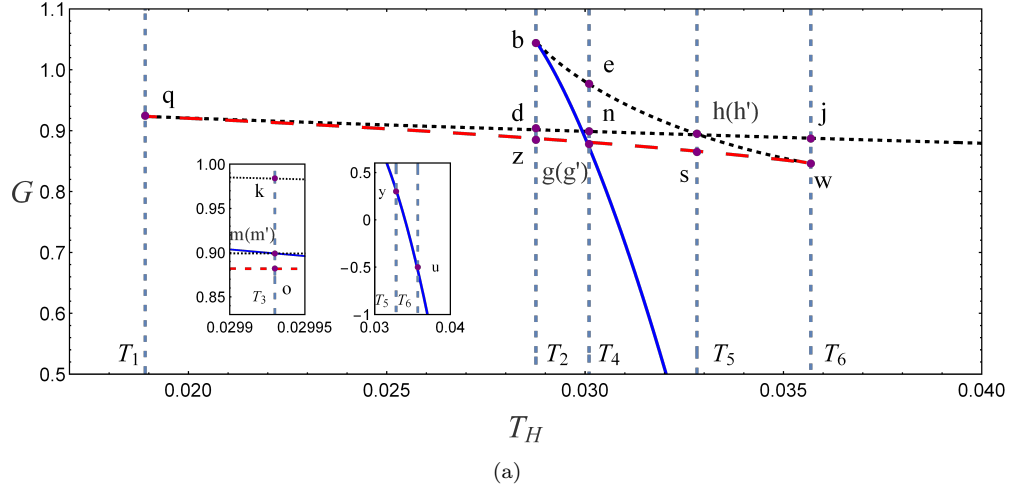 1.1
1.0
0.9
0.8
0.7
0.6
0.5
G
b
e
q
d
n
h(h')
j
z
g(g')
s
w
1.00
0.95
0.90
0.85
k
m(m')
o
T3
0.0299
0.02995
0.5
0
-0.5
-1
y
u
T5
T6
0.03
0.04
T1
T2
T4
T5
T6
0.020
0.025
0.030
0.035
0.040
TH
(a)